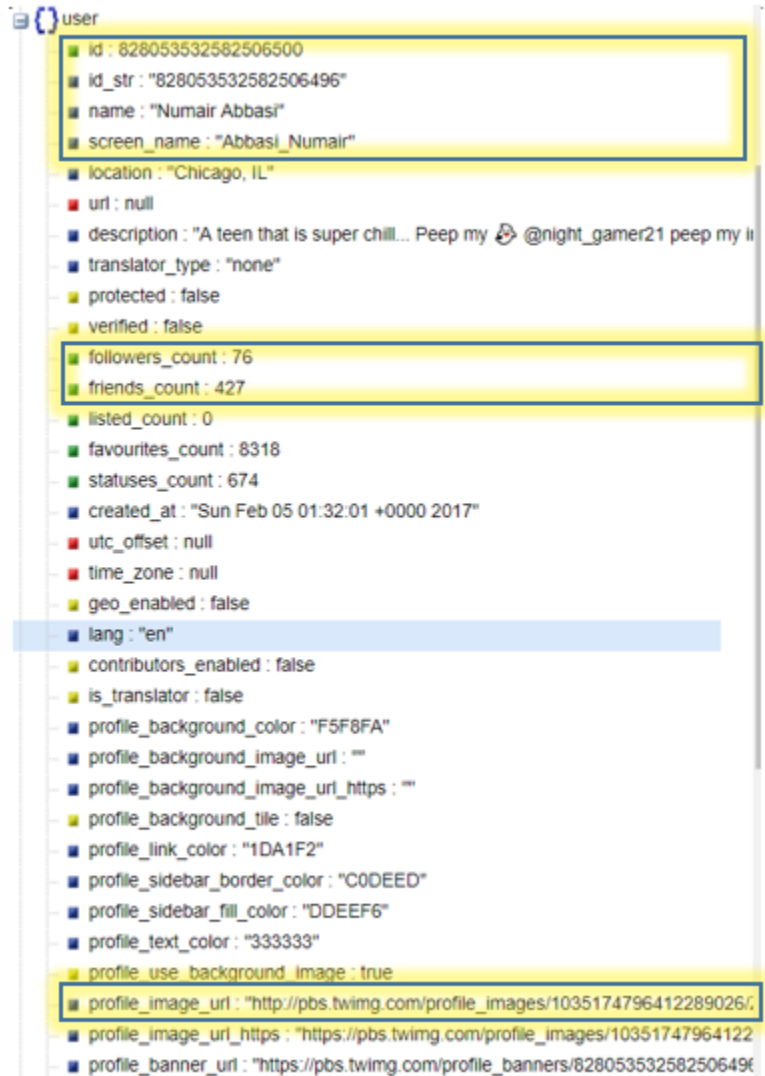 user
id : 828053532582506500
id_str : "828053532582506496"
name : "Numair Abbasi"
screen_name : "Abbasi_Numair"
location : "Chicago, IL"
url : null
description : "A teen that is super chill... Peep my 👻 @night_gamer21 peep my i
translator_type : "none"
protected : false
verified : false
followers_count : 76
friends_count : 427
listed_count : 0
favourites_count : 8318
statuses_count : 674
created_at : "Sun Feb 05 01:32:01 +0000 2017"
utc_offset : null
time_zone : null
geo_enabled : false
lang : "en"
contributors_enabled : false
is_translator : false
profile_background_color : "F5F8FA"
profile_background_image_url : ""
profile_background_image_url_https : ""
profile_background_tile : false
profile_link_color : "1DA1F2"
profile_sidebar_border_color : "C0DEED"
profile_sidebar_fill_color : "DDEEF6"
profile_text_color : "333333"
profile_use_background_image : true
profile_image_url : "http://pbs.twimg.com/profile_images/1035174796412289026/
profile_image_url_https : "https://pbs.twimg.com/profile_images/10351747964122
profile_banner_url : "https://pbs.twimg.com/profile_banners/828053532582506496